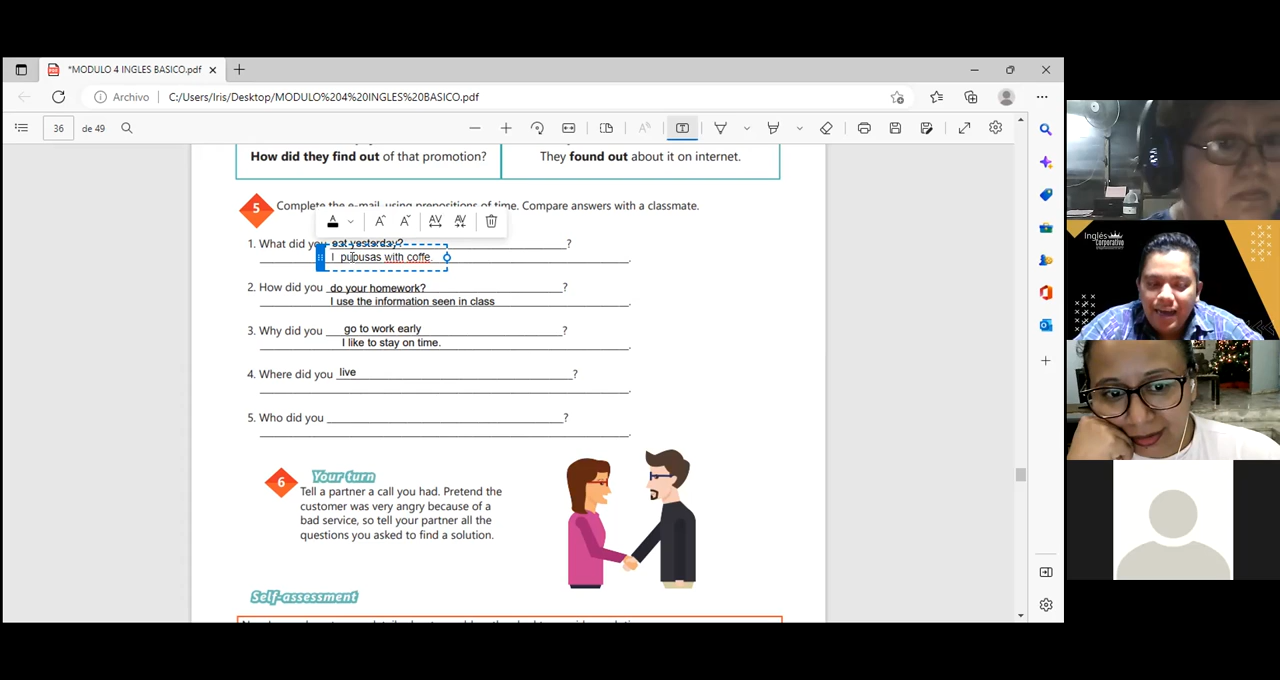 *MODULO 4 INGLES BASICO.pdf
Archivo C:/Users/Iris/Desktop/MODULO%204%20INGLES%20BASICO.pdf
36 de 49
How did they find out of that promotion?
They found out about it on internet.
5 Complete the e-mail, using prepositions of time. Compare answers with a classmate.
1. What did you eat yesterday? ?
I pupusas with coffe.
2. How did you do your homework? ?
I use the information seen in class .
3. Why did you go to work early ?
I like to stay on time. .
4. Where did you live ?
.
5. Who did you ?
.
6 Your turn
Tell a partner a call you had. Pretend the
customer was very angry because of a
bad service, so tell your partner all the
questions you asked to find a solution.
Self-assessment
Inglés
Corporativo